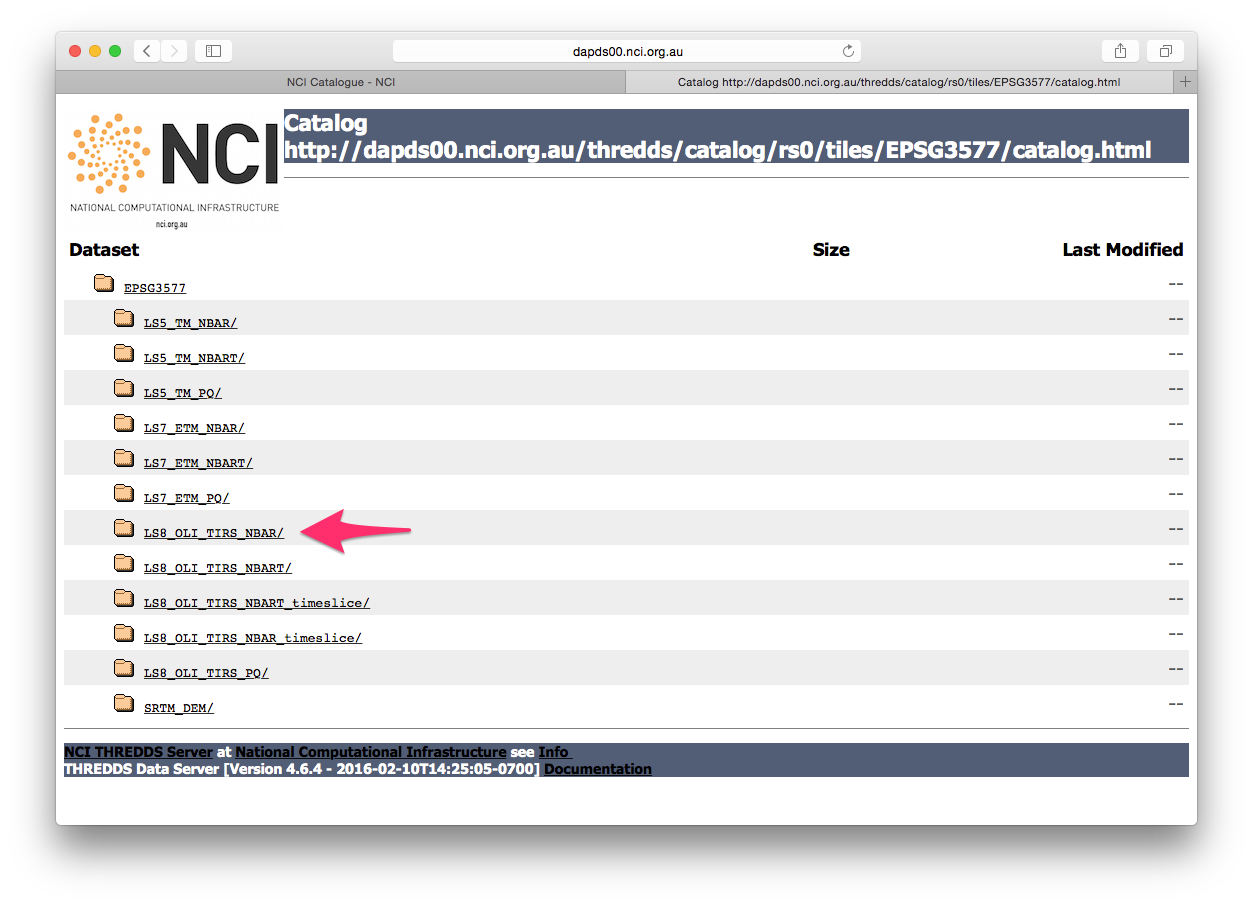 dapds00.nci.org.au
NCI Catalogue - NCI
Catalog http://dapds00.nci.org.au/thredds/catalog/rs0/tiles/EPSG3577/catalog.html
NCI
NATIONAL COMPUTATIONAL INFRASTRUCTURE
nci.org.au
Catalog
http://dapds00.nci.org.au/thredds/catalog/rs0/tiles/EPSG3577/catalog.html
Dataset Size Last Modified
EPSG3577 --
LS5_TM_NBAR/ --
LS5_TM_NBART/ --
LS5_TM_PQ/ --
LS7_ETM_NBAR/ --
LS7_ETM_NBART/ --
LS7_ETM_PQ/ --
LS8_OLI_TIRS_NBAR/ --
LS8_OLI_TIRS_NBART/ --
LS8_OLI_TIRS_NBART_timeslice/ --
LS8_OLI_TIRS_NBAR_timeslice/ --
LS8_OLI_TIRS_PQ/ --
SRTM_DEM/ --
NCI THREDDS Server at National Computational Infrastructure see Info
THREDDS Data Server [Version 4.6.4 - 2016-02-10T14:25:05-0700] Documentation